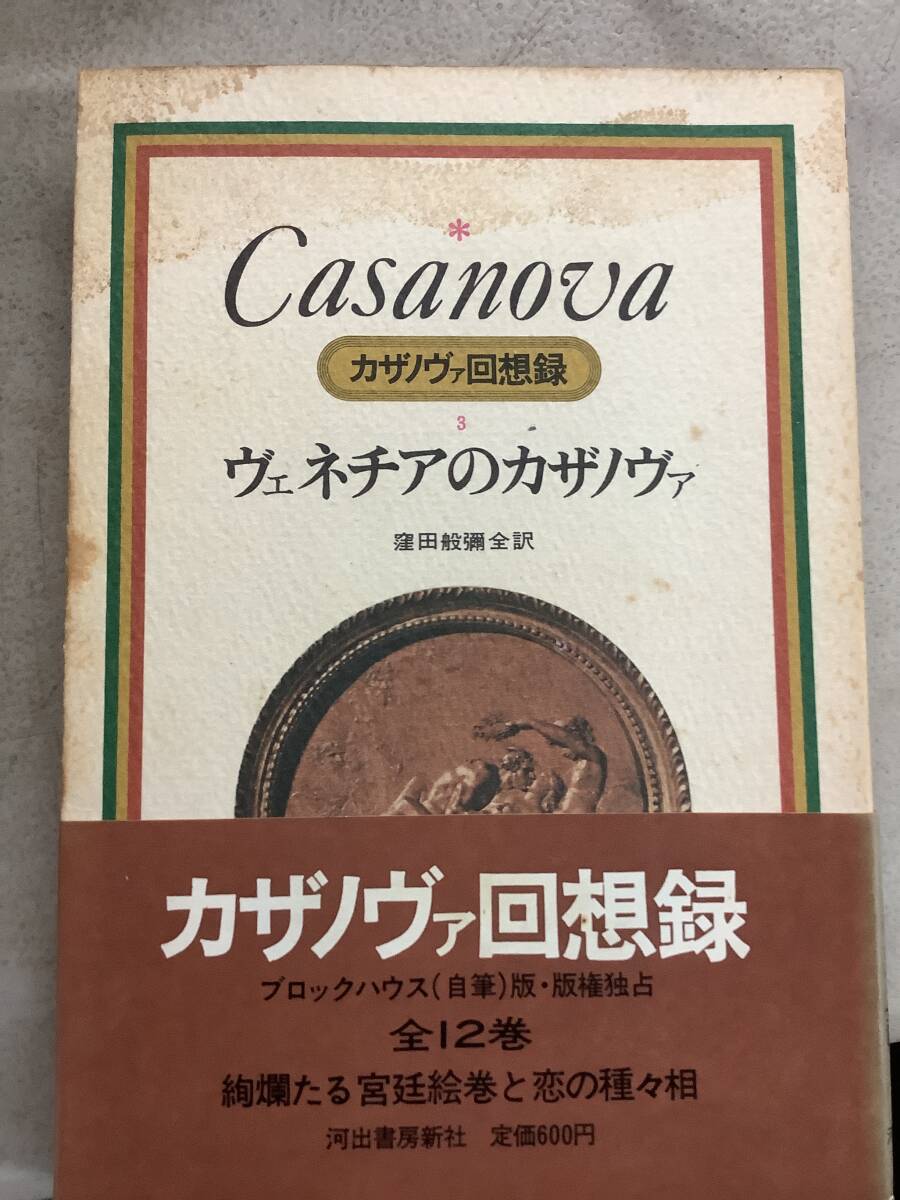 *
Casanova
カザノヴァ回想録
3
ヴェネチアのカザノヴァ
窪田般彌全訳
カザノヴァ回想録
ブロックハウス(自筆)版・版権独占
全12巻
絢爛たる宮廷絵巻と恋の種々相
河出書房新社 定価600円